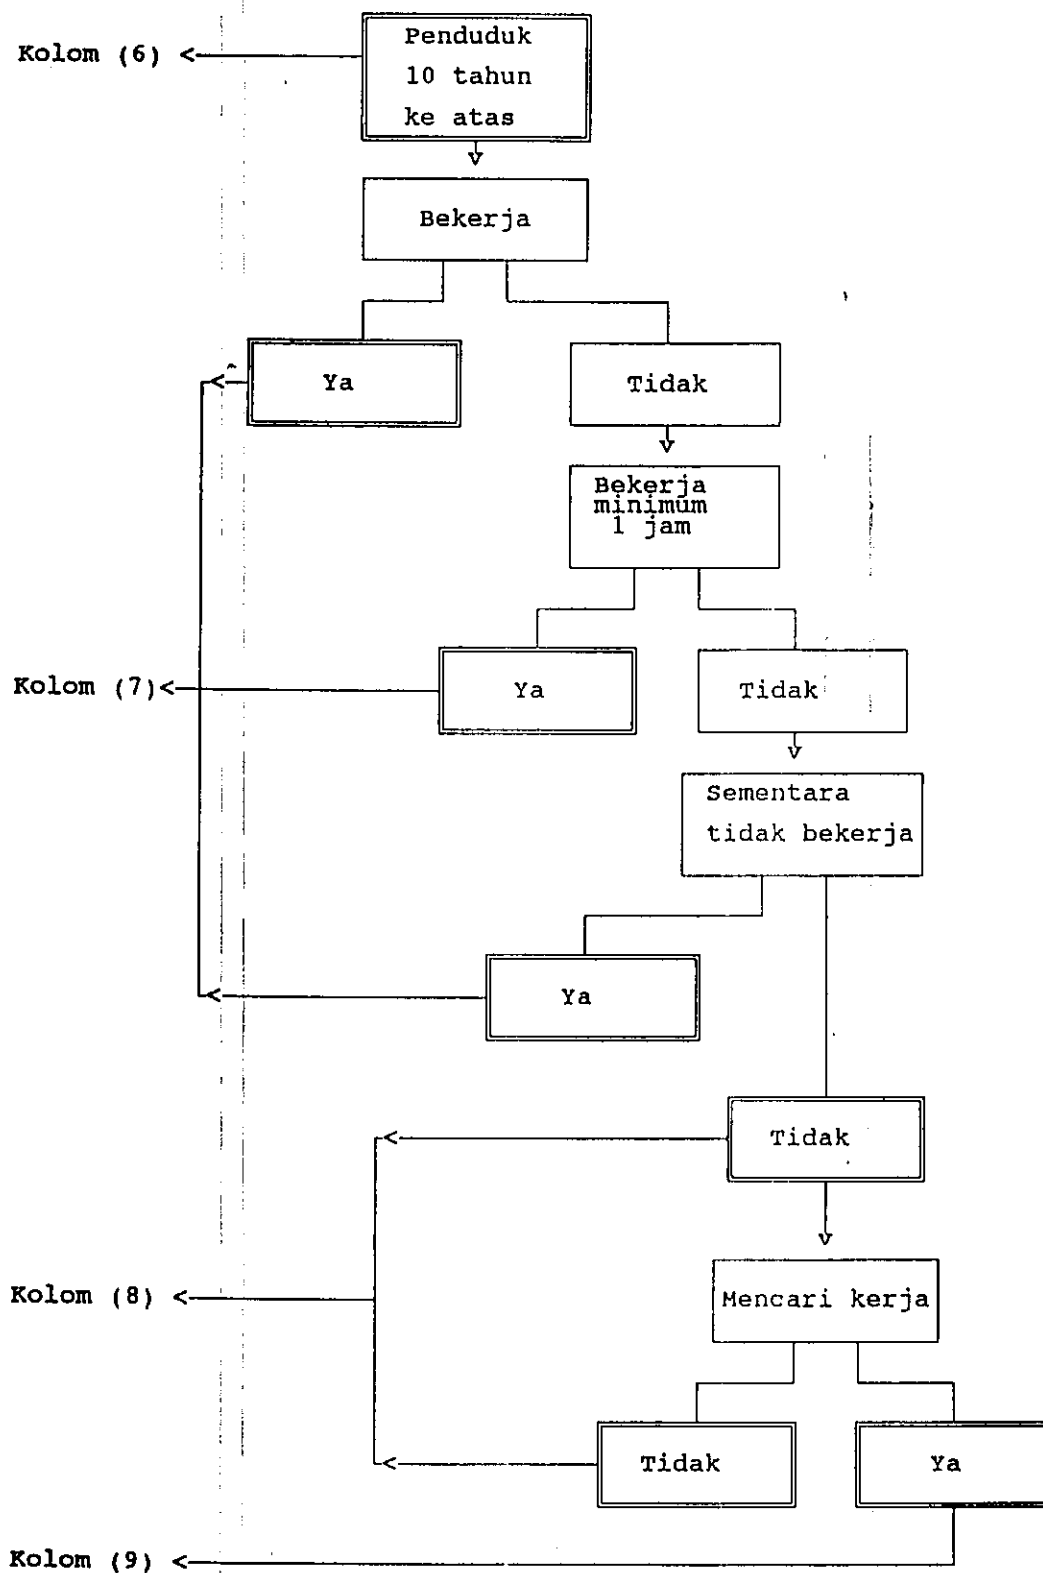 Kolom (6) <
Penduduk
10 tahun
ke atas
Bekerja
Ya
Tidak
Bekerja
minimum
1 jam
Kolom (7)<
Ya
Tidak
Sementara
tidak bekerja
Ya
Tidak
Kolom (8) <
Mencari kerja
Tidak
Ya
Kolom (9) <